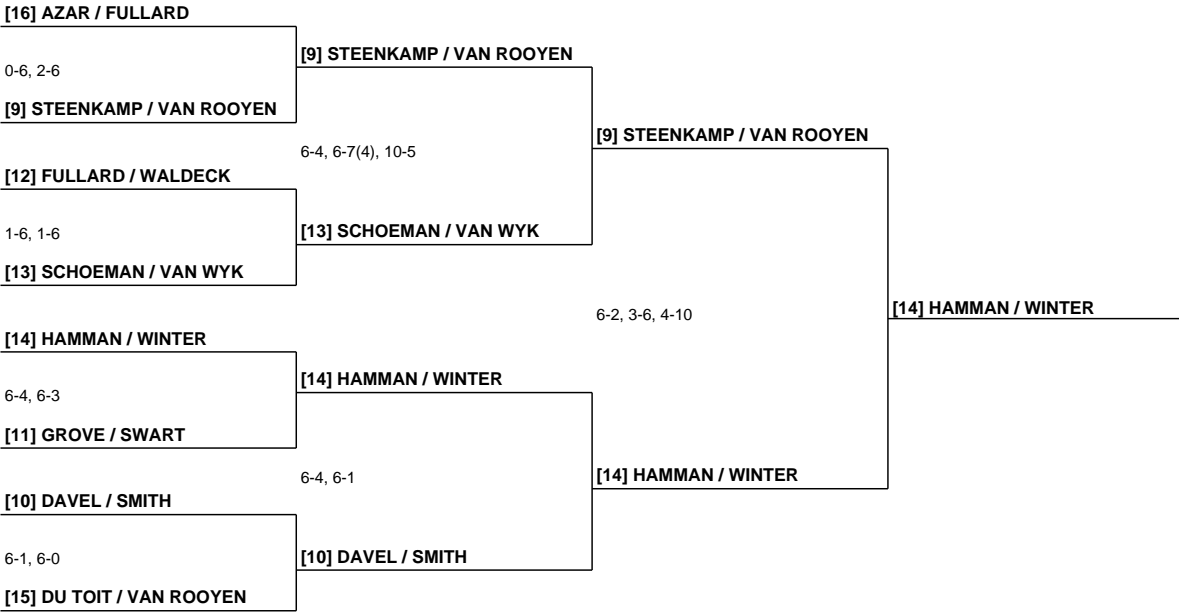 [16] AZAR / FULLARD
0-6, 2-6
[9] STEENKAMP / VAN ROOYEN
[12] FULLARD / WALDECK
1-6, 1-6
[13] SCHOEMAN / VAN WYK
[14] HAMMAN / WINTER
6-4, 6-3
[11] GROVE / SWART
[10] DAVEL / SMITH
6-1, 6-0
[15] DU TOIT / VAN ROOYEN
[9] STEENKAMP / VAN ROOYEN
6-4, 6-7(4), 10-5
[13] SCHOEMAN / VAN WYK
[14] HAMMAN / WINTER
6-4, 6-1
[10] DAVEL / SMITH
[9] STEENKAMP / VAN ROOYEN
6-2, 3-6, 4-10
[14] HAMMAN / WINTER
[14] HAMMAN / WINTER